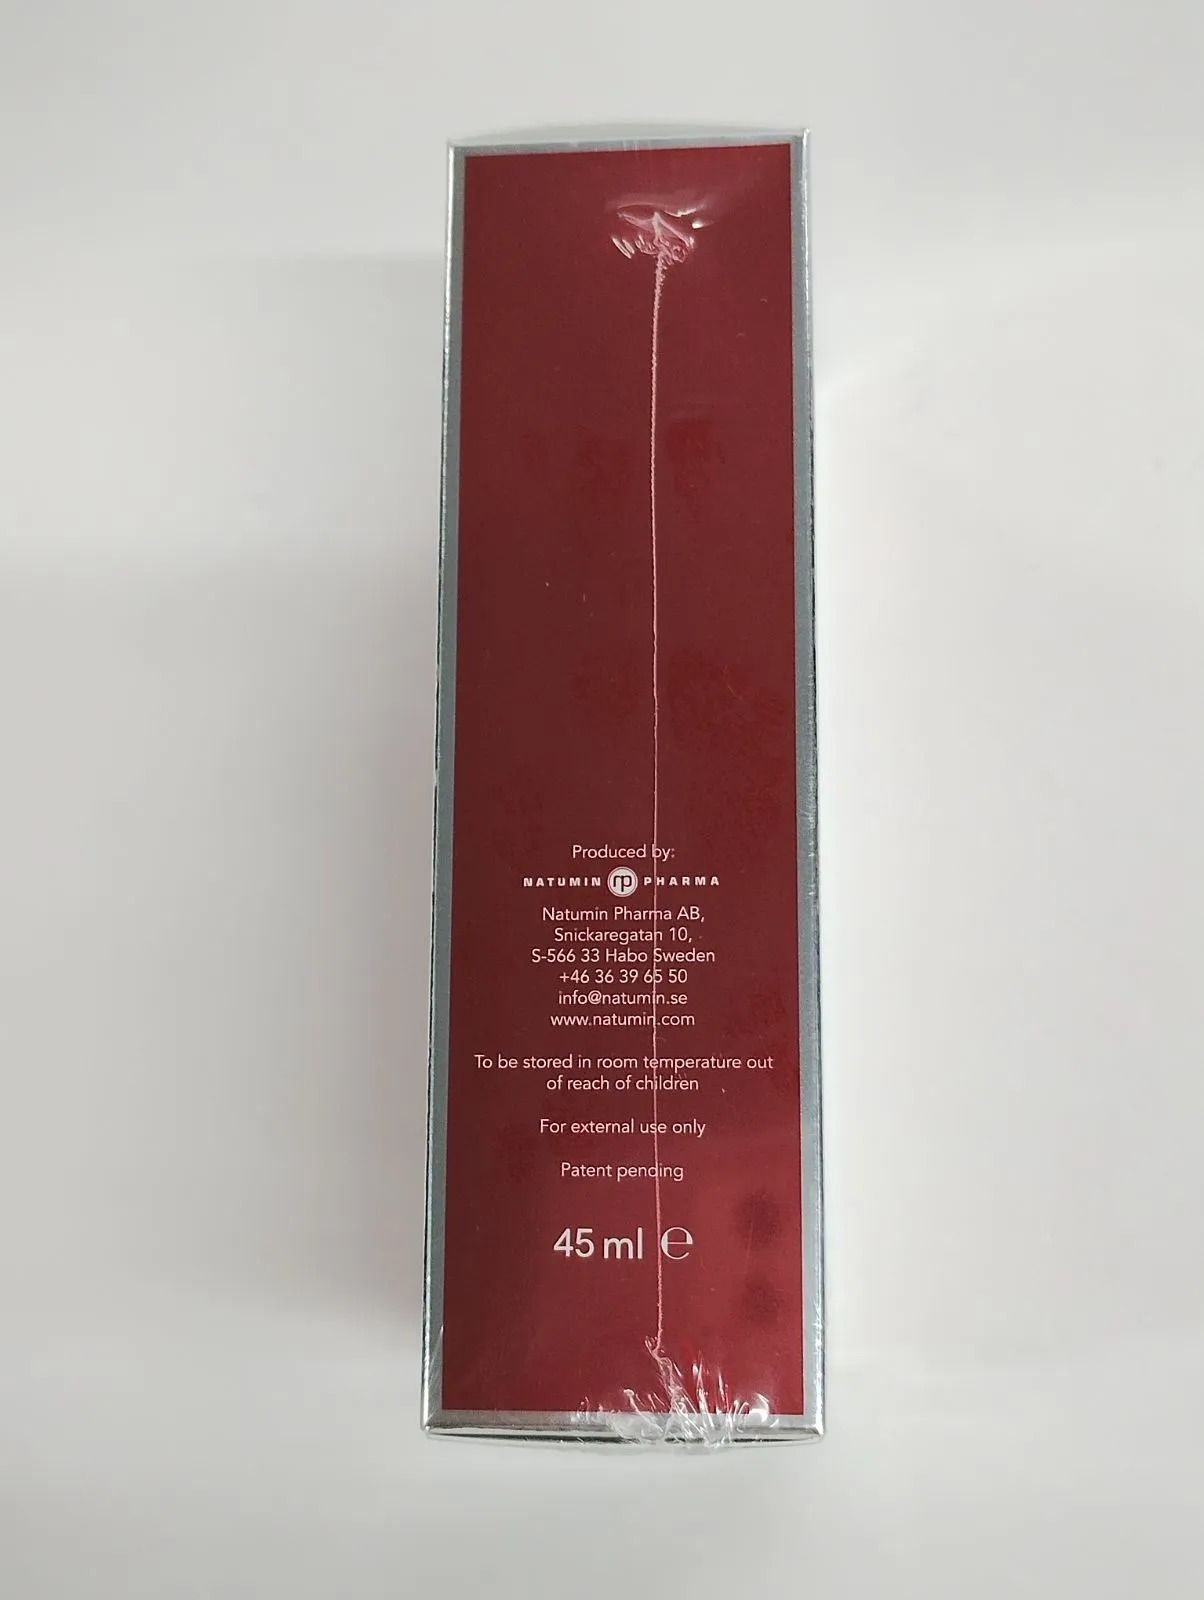 Produced by:
NATUMIN np PHARMA
Natumin Pharma AB,
Snickaregatan 10,
S-566 33 Habo Sweden
+46 36 39 65 50
info@natumin.se
www.natumin.com
To be stored in room temperature out
of reach of children
For external use only
Patent pending
45 ml ℮